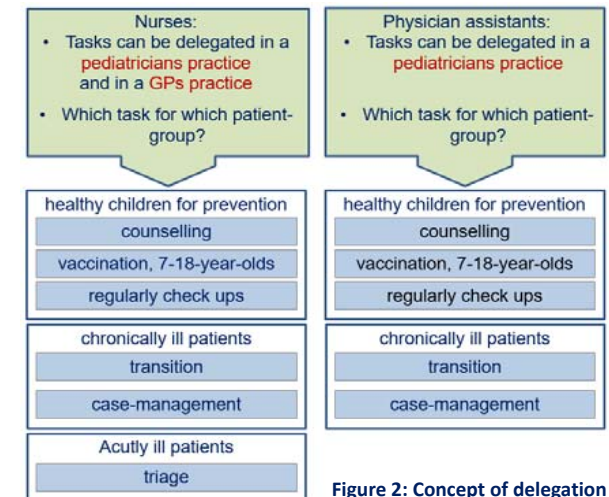 Nurses:
• Tasks can be delegated in a
pediatricians practice
and in a GPs practice
• Which task for which patient-
group?
healthy children for prevention
counselling
vaccination, 7-18-year-olds
regularly check ups
chronically ill patients
transition
case-management
Acutly ill patients
triage
Physician assistants:
• Tasks can be delegated in a
pediatricians practice
• Which task for which patient-
group?
healthy children for prevention
counselling
vaccination, 7-18-year-olds
regularly check ups
chronically ill patients
transition
case-management
Figure 2: Concept of delegation